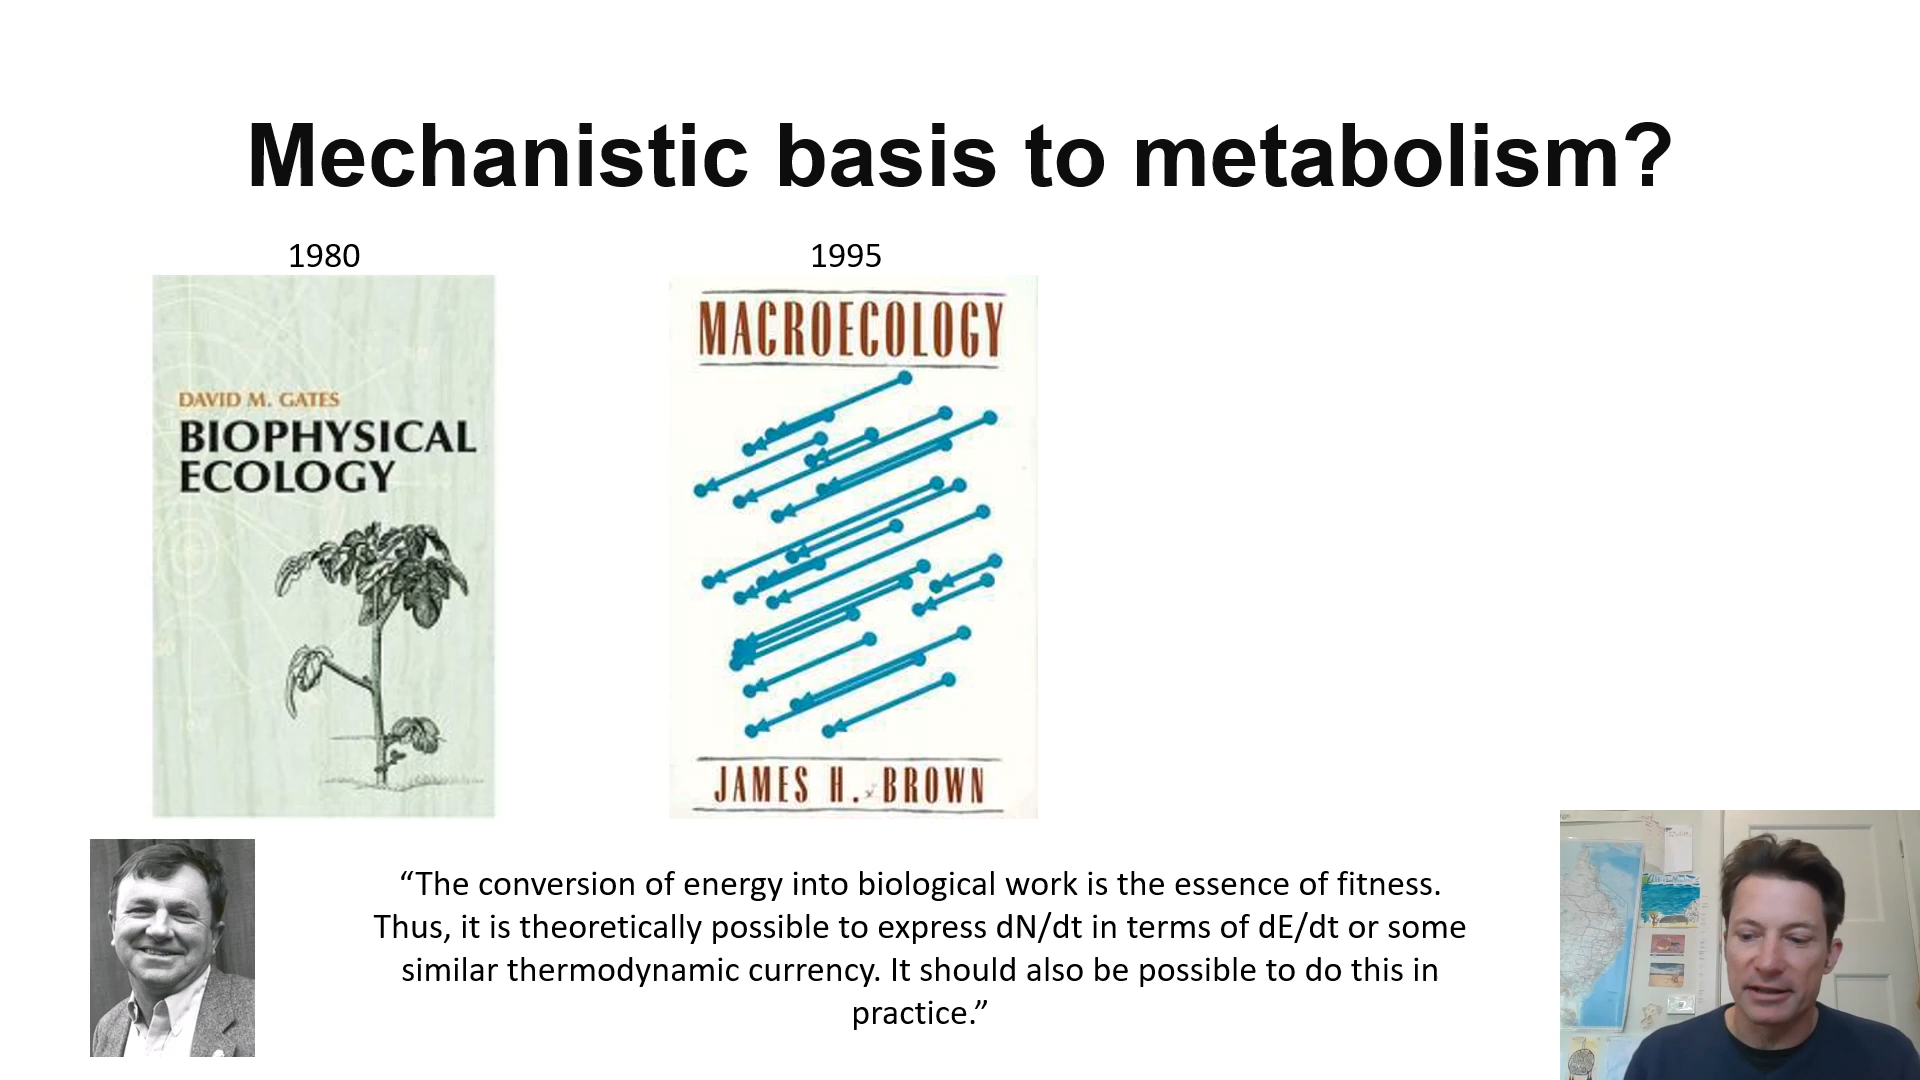 Mechanistic basis to metabolism?
1980
1995
DAVID M. GATES
BIOPHYSICAL
ECOLOGY
MACROECOLOGY
JAMES H. BROWN
“The conversion of energy into biological work is the essence of fitness.
Thus, it is theoretically possible to express dN/dt in terms of dE/dt or some
similar thermodynamic currency. It should also be possible to do this in
practice.”